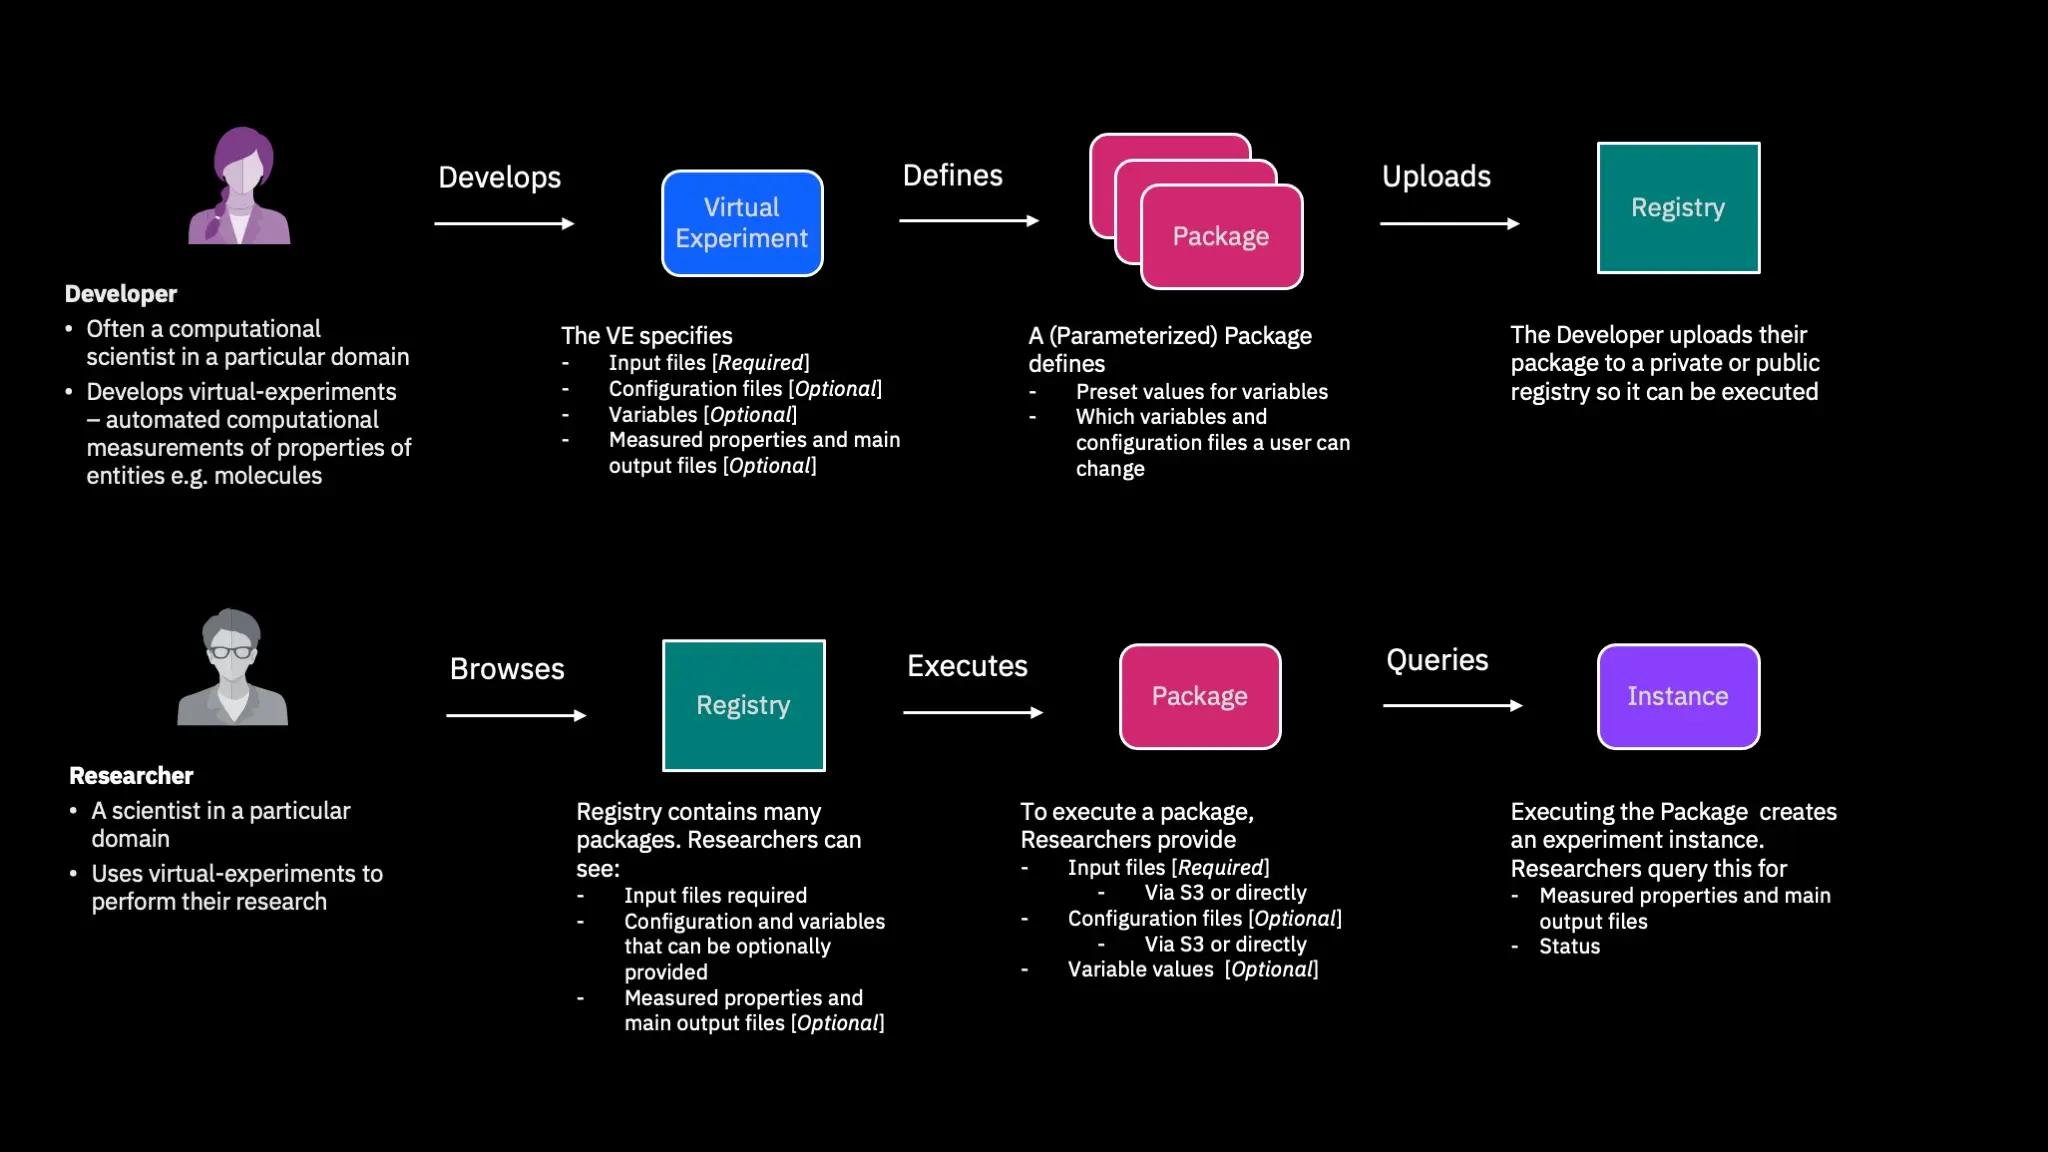 Develops
Virtual
Experiment
Defines
Package
Uploads
Registry
Developer
• Often a computational
scientist in a particular domain
• Develops virtual-experiments
– automated computational
measurements of properties of
entities e.g. molecules
The VE specifies
- Input files [Required]
- Configuration files [Optional]
- Variables [Optional]
- Measured properties and main
output files [Optional]
A (Parameterized) Package
defines
- Preset values for variables
- Which variables and
configuration files a user can
change
The Developer uploads their
package to a private or public
registry so it can be executed
Browses
Registry
Executes
Package
Queries
Instance
Researcher
• A scientist in a particular
domain
• Uses virtual-experiments to
perform their research
Registry contains many
packages. Researchers can
see:
- Input files required
- Configuration and variables
that can be optionally
provided
- Measured properties and
main output files [Optional]
To execute a package,
Researchers provide
- Input files [Required]
- Via S3 or directly
- Configuration files [Optional]
- Via S3 or directly
- Variable values [Optional]
Executing the Package creates
an experiment instance.
Researchers query this for
- Measured properties and main
output files
- Status